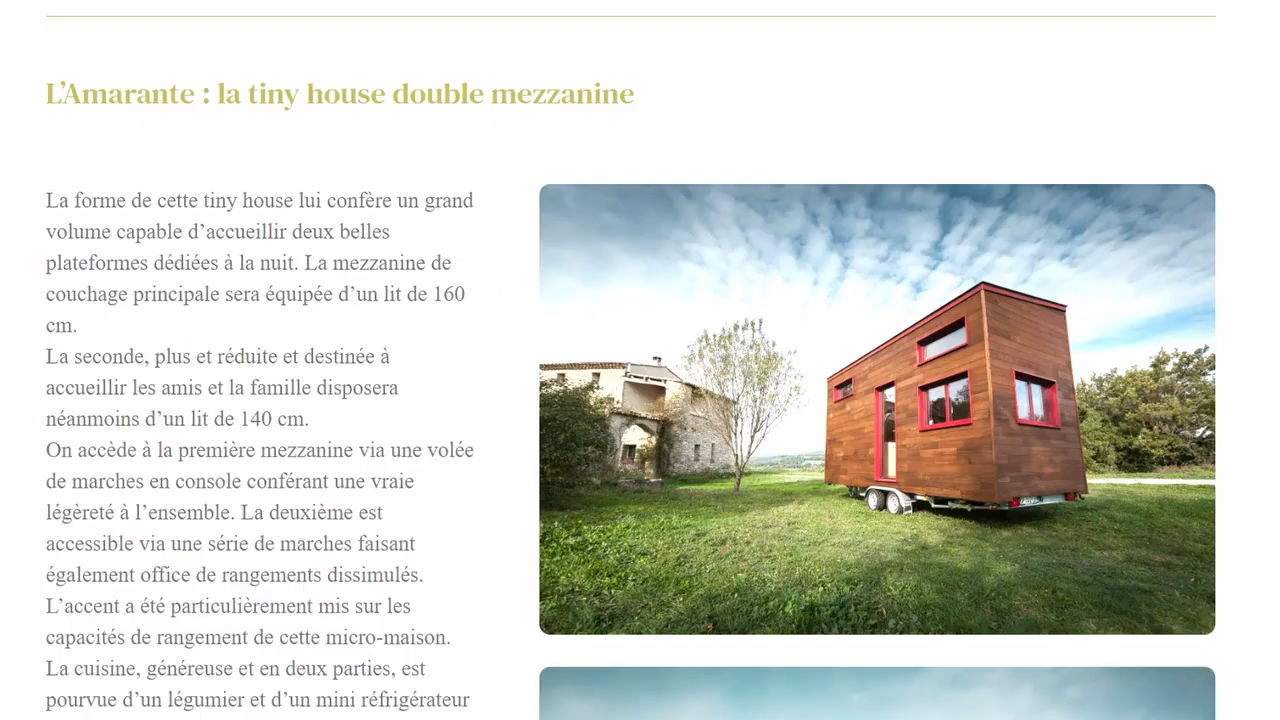 L’Amarante : la tiny house double mezzanine
La forme de cette tiny house lui confère un grand
volume capable d’accueillir deux belles
plateformes dédiées à la nuit. La mezzanine de
couchage principale sera équipée d’un lit de 160
cm.
La seconde, plus et réduite et destinée à
accueillir les amis et la famille disposera
néanmoins d’un lit de 140 cm.
On accède à la première mezzanine via une volée
de marches en console conférant une vraie
légèreté à l’ensemble. La deuxième est
accessible via une série de marches faisant
également office de rangements dissimulés.
L’accent a été particulièrement mis sur les
capacités de rangement de cette micro-maison.
La cuisine, généreuse et en deux parties, est
pourvue d’un légumier et d’un mini réfrigérateur